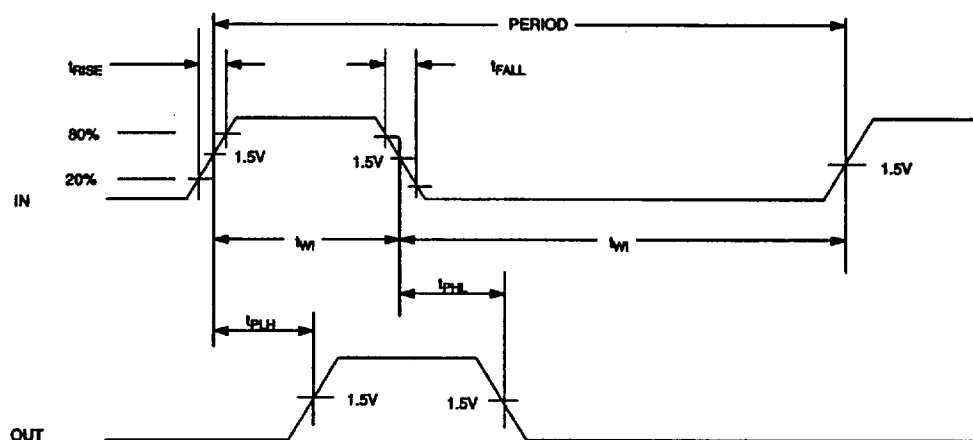 PERIOD
tRISE
tFALL
80%
1.5V 1.5V
20%
1.5V
IN
tWI tWI
tPHL
tPLH
1.5V 1.5V
OUT